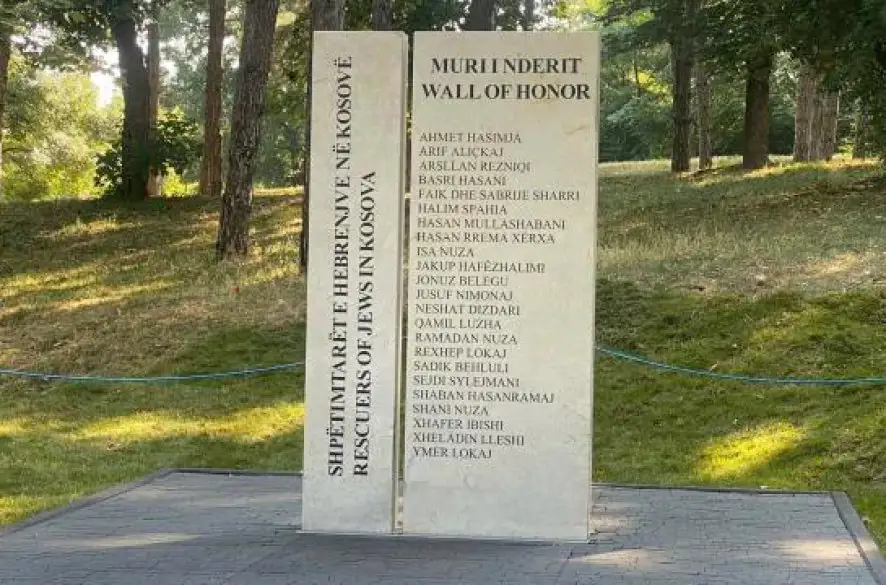 SHPËTIMTARËT E HEBRENJVE NË KOSOVË
RESCUERS OF JEWS IN KOSOVA
MURI I NDERIT
WALL OF HONOR
AHMET HASIMJA
ARIF ALIÇKAJ
ARSLLAN REZNIQI
BASRI HASANI
FAIK DHE SABRIJE SHARRI
HALIM SPAHIA
HASAN MULLASHABANI
HASAN RREMA XËRXA
ISA NUZA
JAKUP HAFËZHALIMI
JONUZ BELEGU
JUSUF NIMONAJ
NESHAT DIZDARI
QAMIL LUZHA
RAMADAN NUZA
REXHEP LOKAJ
SADIK BEHLULI
SEJDI SYLEJMANI
SHABAN HASANRAMAJ
SHANI NUZA
XHAFER IBISHI
XHELADIN LLESHI
YMER LOKAJ